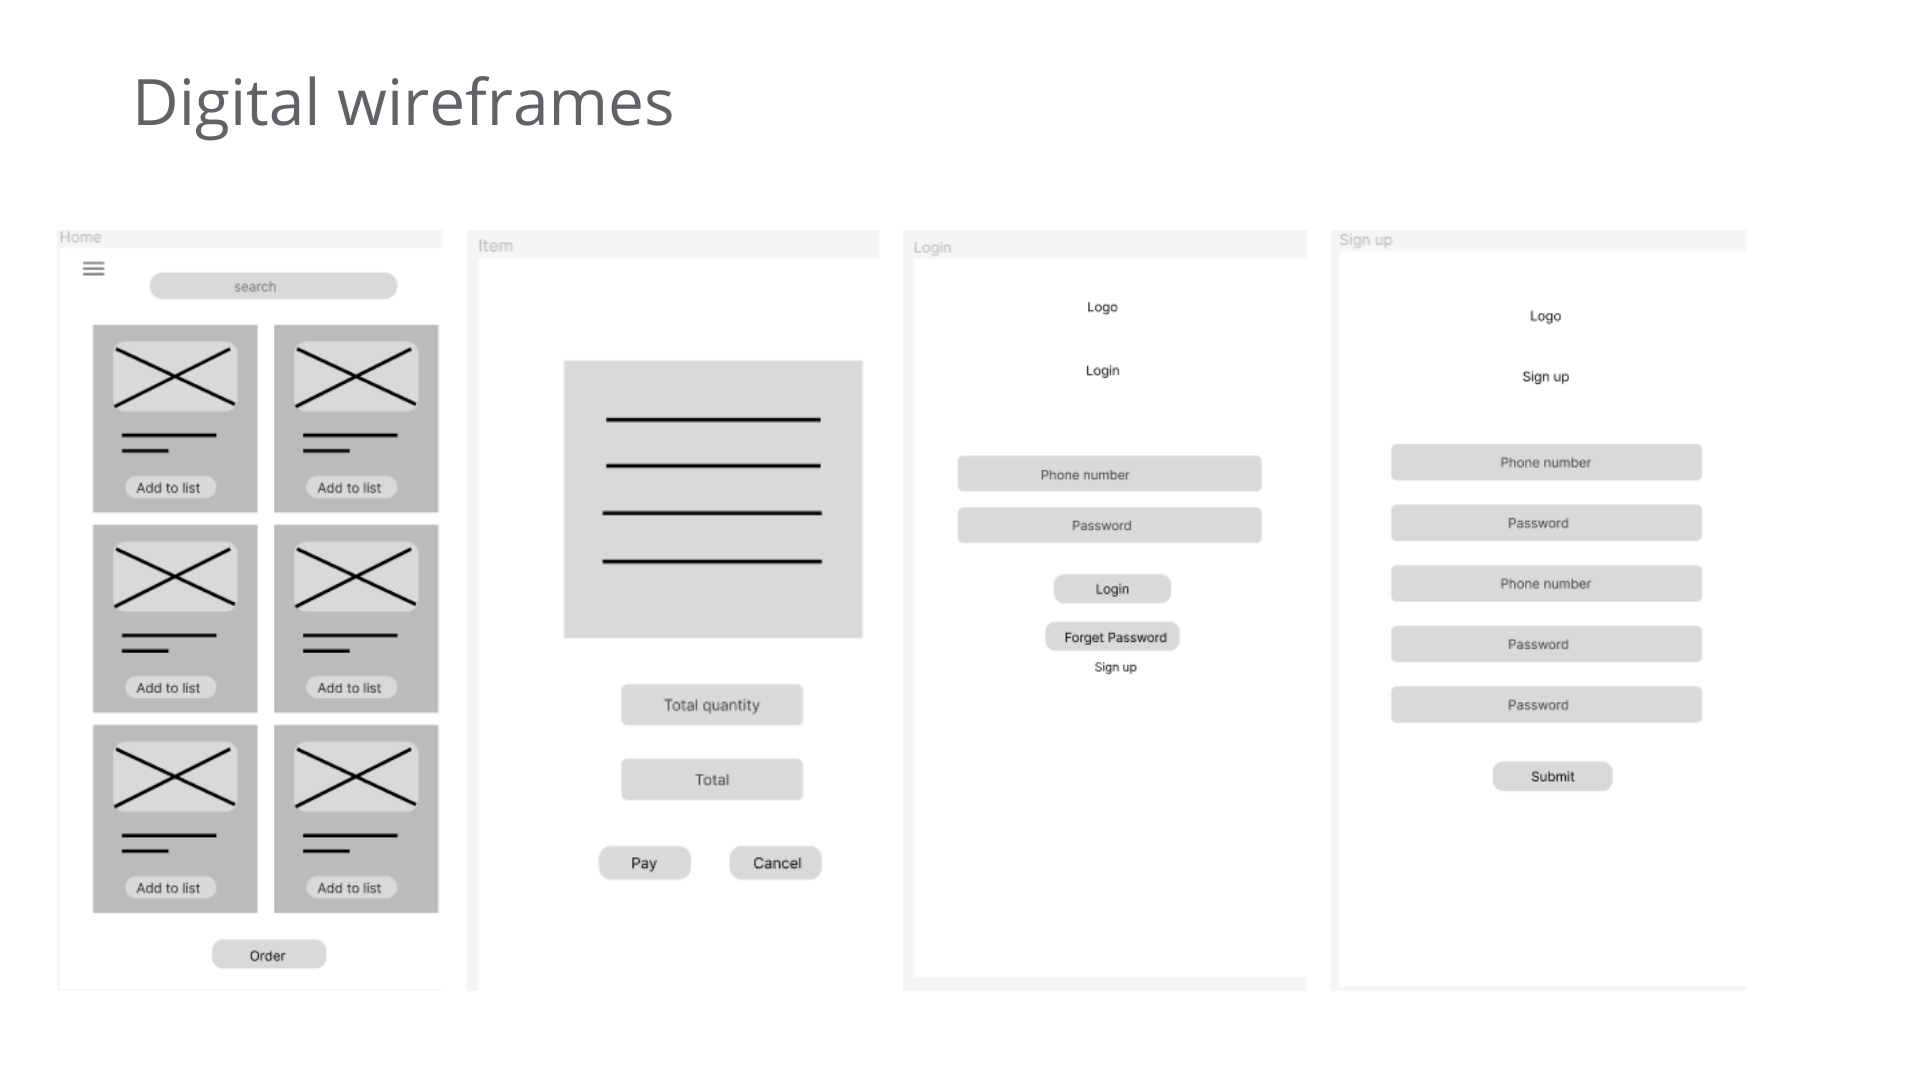 Digital wireframes
Home
search
Add to list
Add to list
Add to list
Add to list
Add to list
Add to list
Order
Item
Total quantity
Total
Pay
Cancel
Login
Logo
Login
Phone number
Password
Login
Forget Password
Sign up
Sign up
Logo
Sign up
Phone number
Password
Phone number
Password
Password
Submit